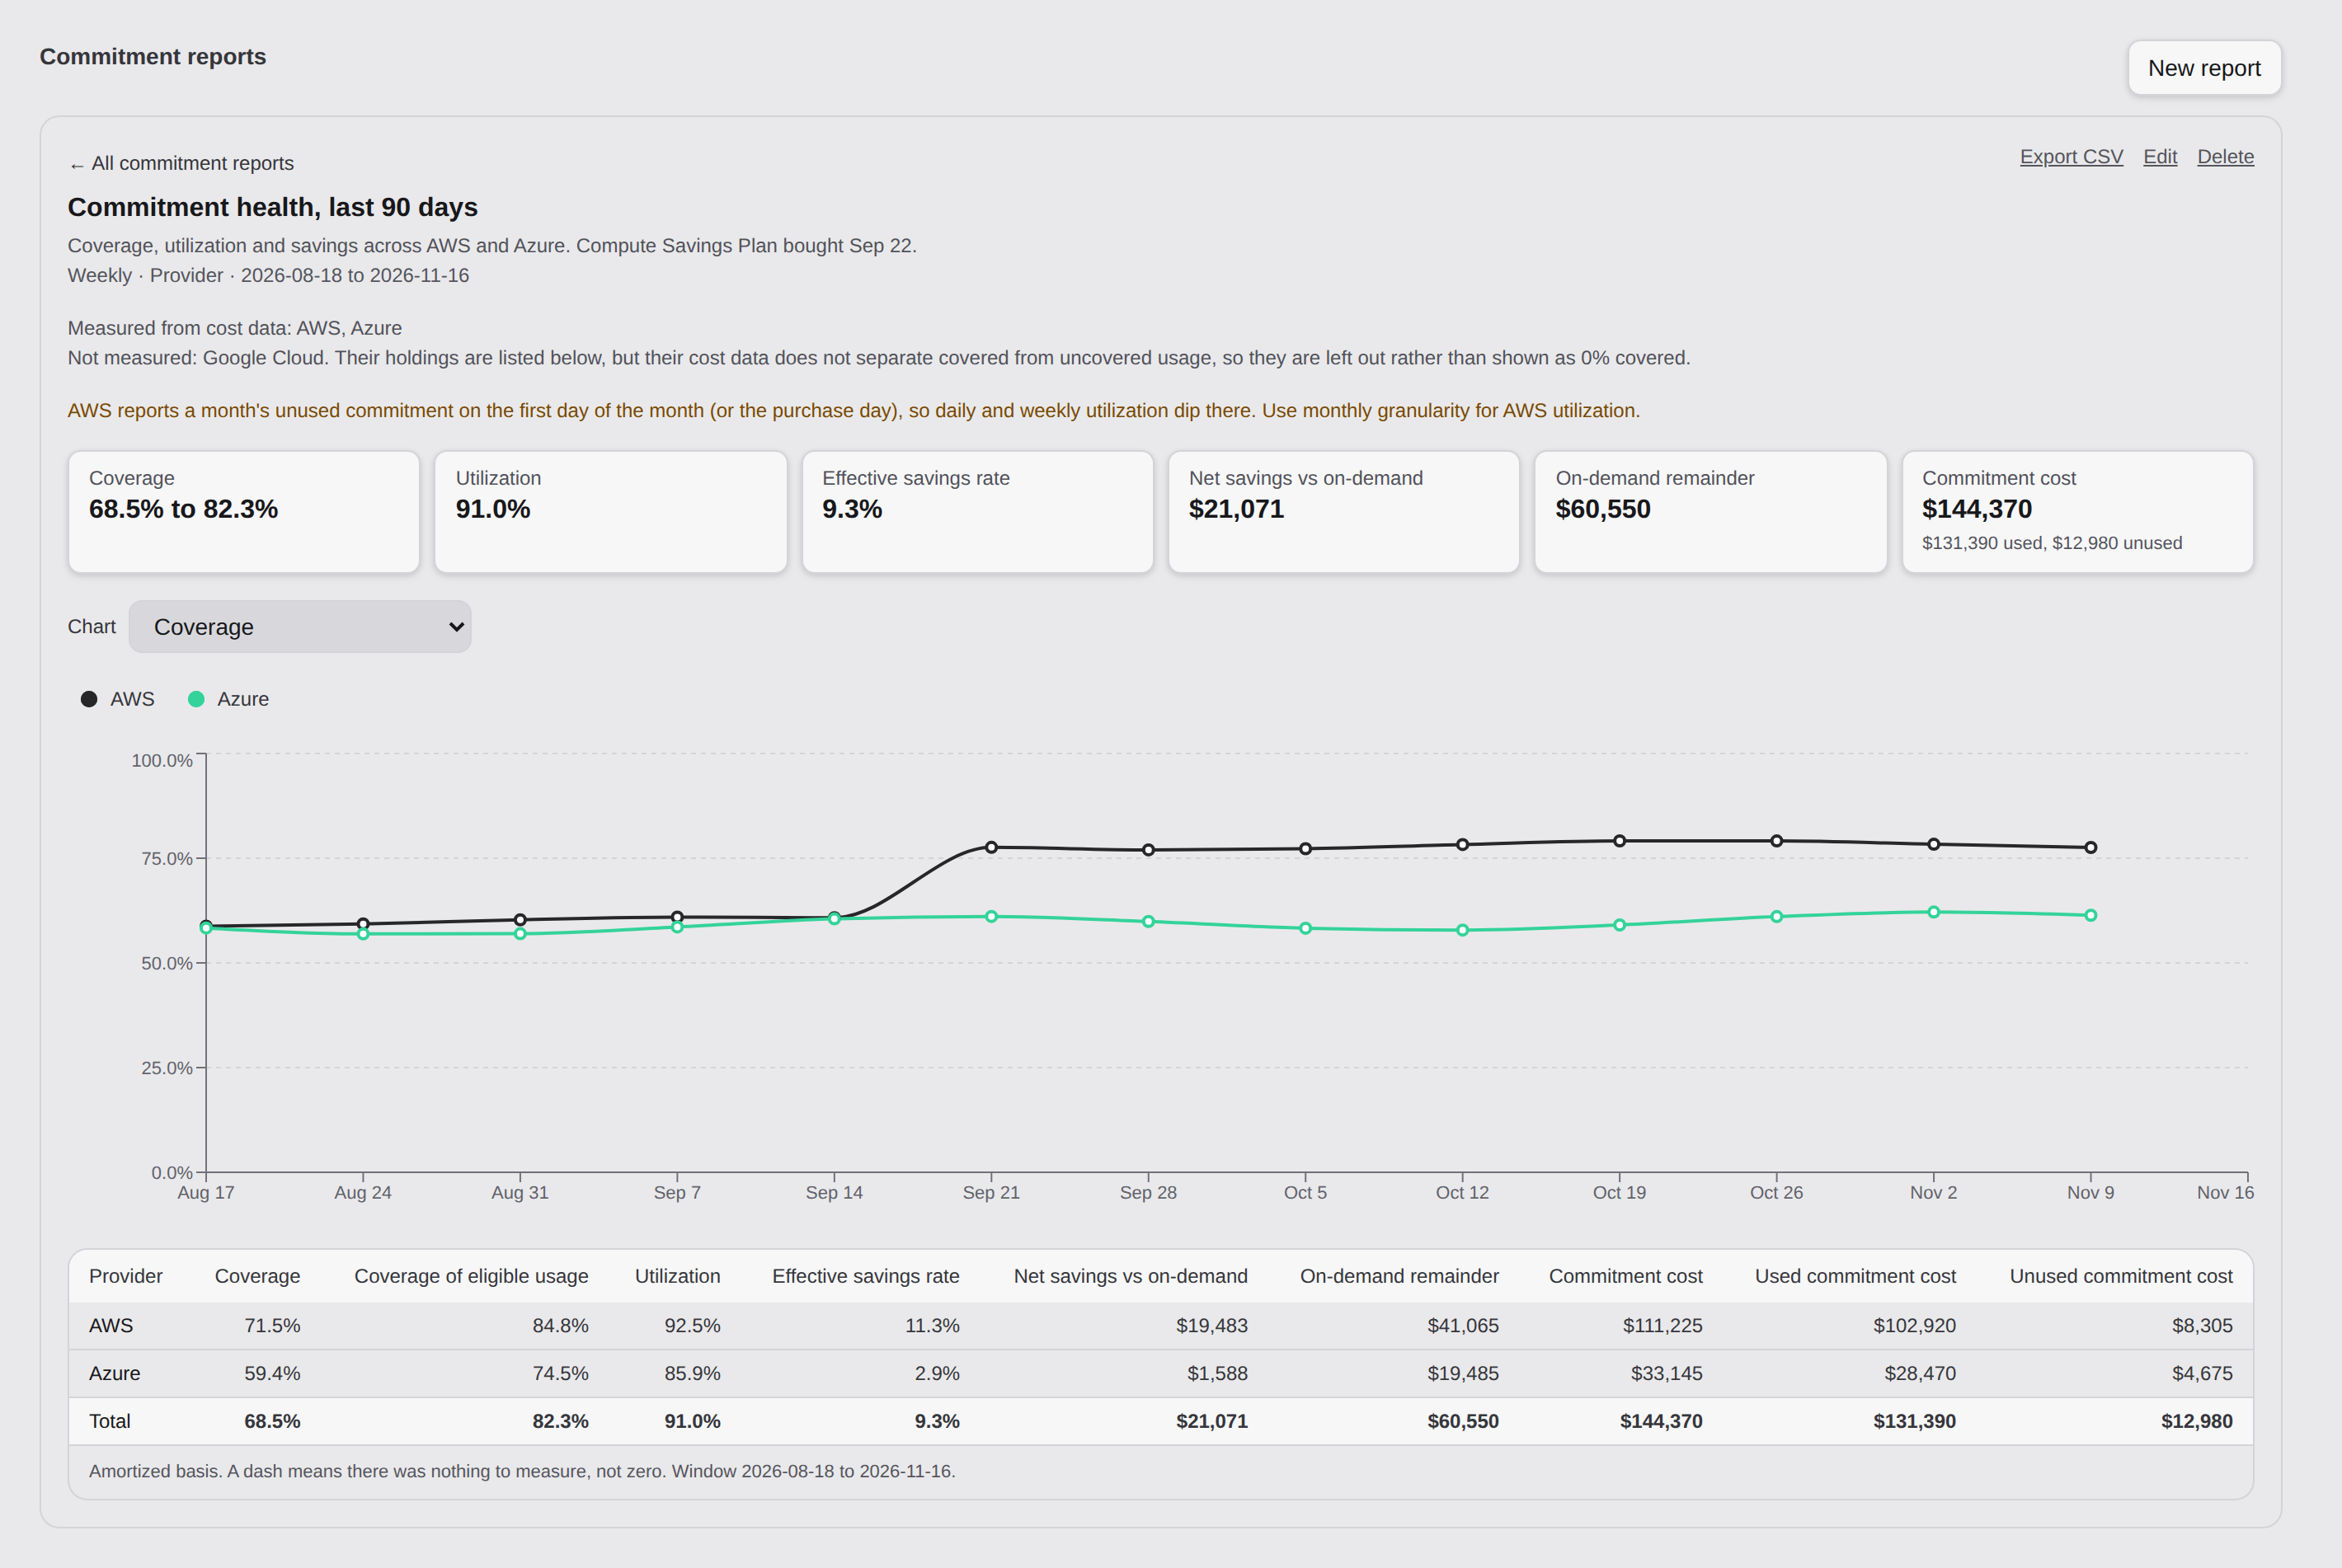 Commitment reports
New report
← All commitment reports
Export CSV Edit Delete
Commitment health, last 90 days
Coverage, utilization and savings across AWS and Azure. Compute Savings Plan bought Sep 22.
Weekly · Provider · 2026-08-18 to 2026-11-16
Measured from cost data: AWS, Azure
Not measured: Google Cloud. Their holdings are listed below, but their cost data does not separate covered from uncovered usage, so they are left out rather than shown as 0% covered.
AWS reports a month's unused commitment on the first day of the month (or the purchase day), so daily and weekly utilization dip there. Use monthly granularity for AWS utilization.
Coverage
68.5% to 82.3%
Utilization
91.0%
Effective savings rate
9.3%
Net savings vs on-demand
$21,071
On-demand remainder
$60,550
Commitment cost
$144,370
$131,390 used, $12,980 unused
Chart Coverage
AWS Azure
100.0%
75.0%
50.0%
25.0%
0.0%
Aug 17 Aug 24 Aug 31 Sep 7 Sep 14 Sep 21 Sep 28 Oct 5 Oct 12 Oct 19 Oct 26 Nov 2 Nov 9 Nov 16
Provider Coverage Coverage of eligible usage Utilization Effective savings rate Net savings vs on-demand On-demand remainder Commitment cost Used commitment cost Unused commitment cost
AWS 71.5% 84.8% 92.5% 11.3% $19,483 $41,065 $111,225 $102,920 $8,305
Azure 59.4% 74.5% 85.9% 2.9% $1,588 $19,485 $33,145 $28,470 $4,675
Total 68.5% 82.3% 91.0% 9.3% $21,071 $60,550 $144,370 $131,390 $12,980
Amortized basis. A dash means there was nothing to measure, not zero. Window 2026-08-18 to 2026-11-16.